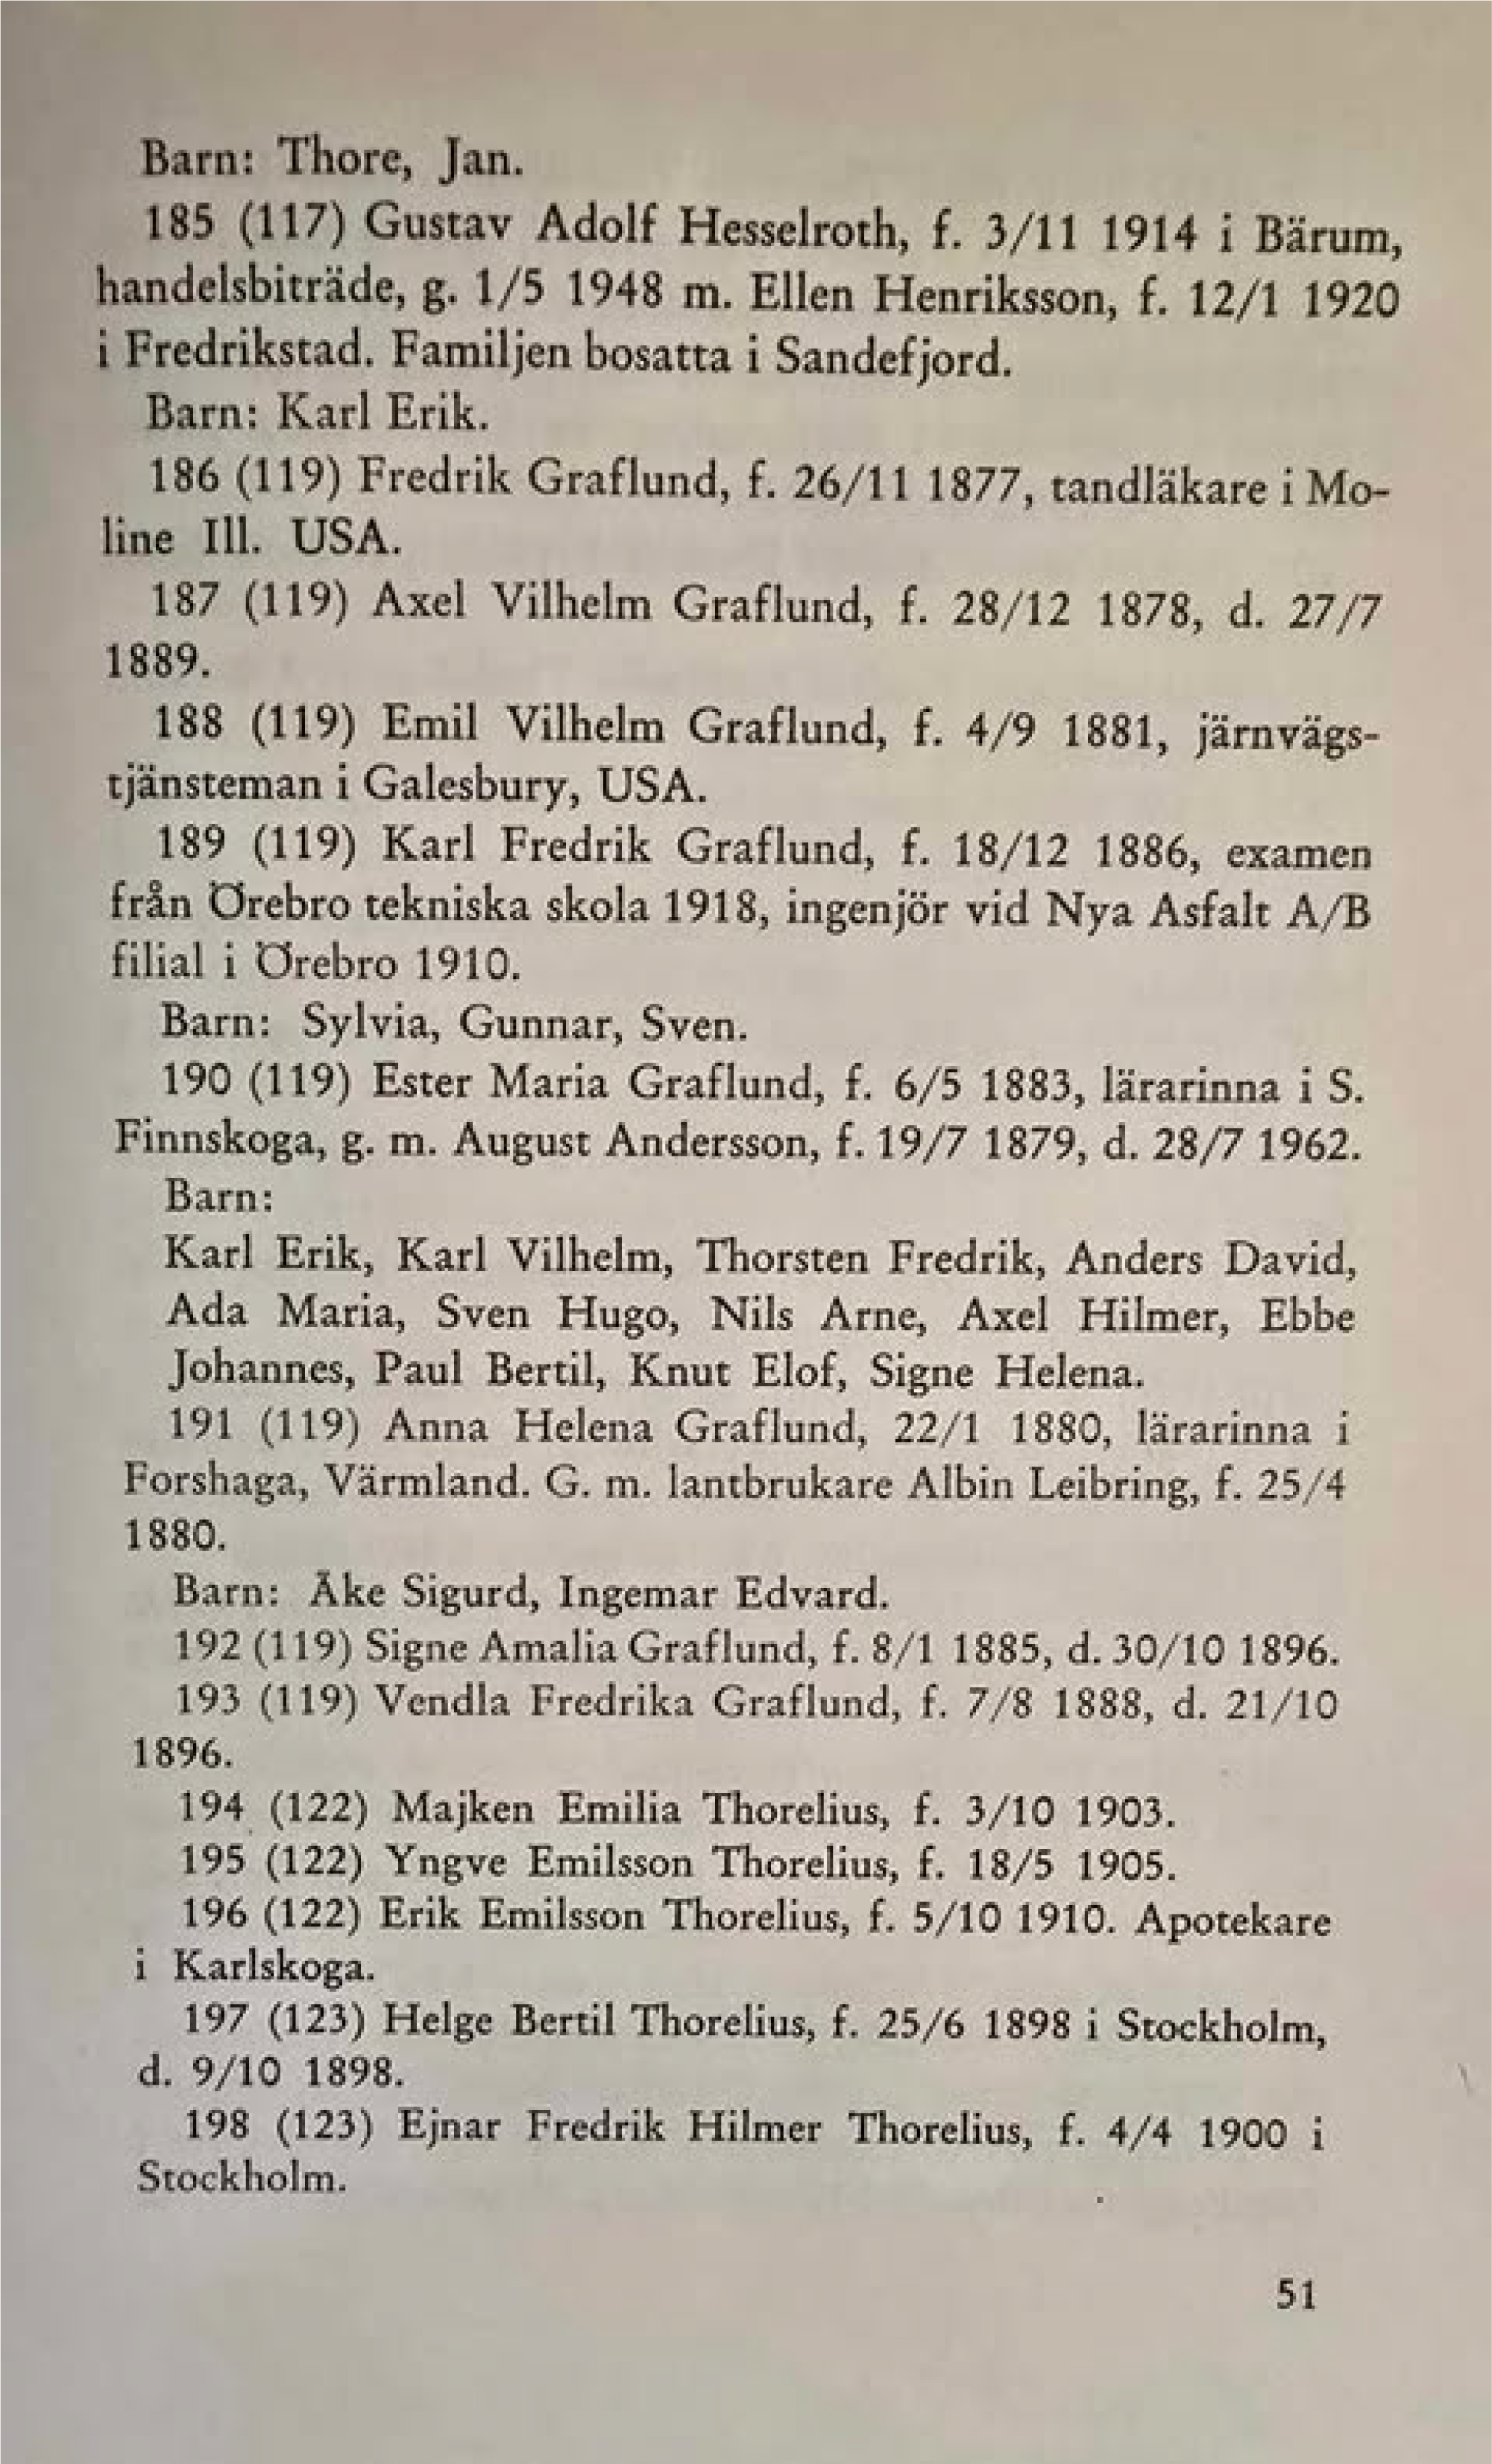 Barn: Thore, Jan.
185 (117) Gustav Adolf Hesselroth, f. 3/11 1914 i Bärum,
handelsbiträde, g. 1/5 1948 m. Ellen Henriksson, f. 12/1 1920
i Fredrikstad. Familjen bosatta i Sandefjord.
Barn: Karl Erik.
186 (119) Fredrik Graflund, f. 26/11 1877, tandläkare i Mo-
line Ill. USA.
187 (119) Axel Vilhelm Graflund, f. 28/12 1878, d. 27/7
1889.
188 (119) Emil Vilhelm Graflund, f. 4/9 1881, järnvägs-
tjänsteman i Galesbury, USA.
189 (119) Karl Fredrik Graflund, f. 18/12 1886, examen
från Örebro tekniska skola 1918, ingenjör vid Nya Asfalt A/B
filial i Örebro 1910.
Barn: Sylvia, Gunnar, Sven.
190 (119) Ester Maria Graflund, f. 6/5 1883, lärarinna i S.
Finnskoga, g. m. August Andersson, f. 19/7 1879, d. 28/7 1962.
Barn:
Karl Erik, Karl Vilhelm, Thorsten Fredrik, Anders David,
Ada Maria, Sven Hugo, Nils Arne, Axel Hilmer, Ebbe
Johannes, Paul Bertil, Knut Elof, Signe Helena.
191 (119) Anna Helena Graflund, 22/1 1880, lärarinna i
Forshaga, Värmland. G. m. lantbrukare Albin Leibring, f. 25/4
1880.
Barn: Åke Sigurd, Ingemar Edvard.
192 (119) Signe Amalia Graflund, f. 8/1 1885, d. 30/10 1896.
193 (119) Vendla Fredrika Graflund, f. 7/8 1888, d. 21/10
1896.
194 (122) Majken Emilia Thorelius, f. 3/10 1903.
195 (122) Yngve Emilsson Thorelius, f. 18/5 1905.
196 (122) Erik Emilsson Thorelius, f. 5/10 1910. Apotekare
i Karlskoga.
197 (123) Helge Bertil Thorelius, f. 25/6 1898 i Stockholm,
d. 9/10 1898.
198 (123) Ejnar Fredrik Hilmer Thorelius, f. 4/4 1900 i
Stockholm.
51